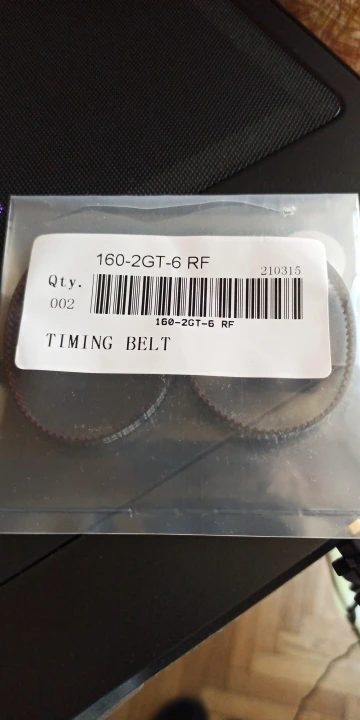 160-2GT-6 RF
210315
Qty.
002
160-2GT-6 RF
TIMING BELT